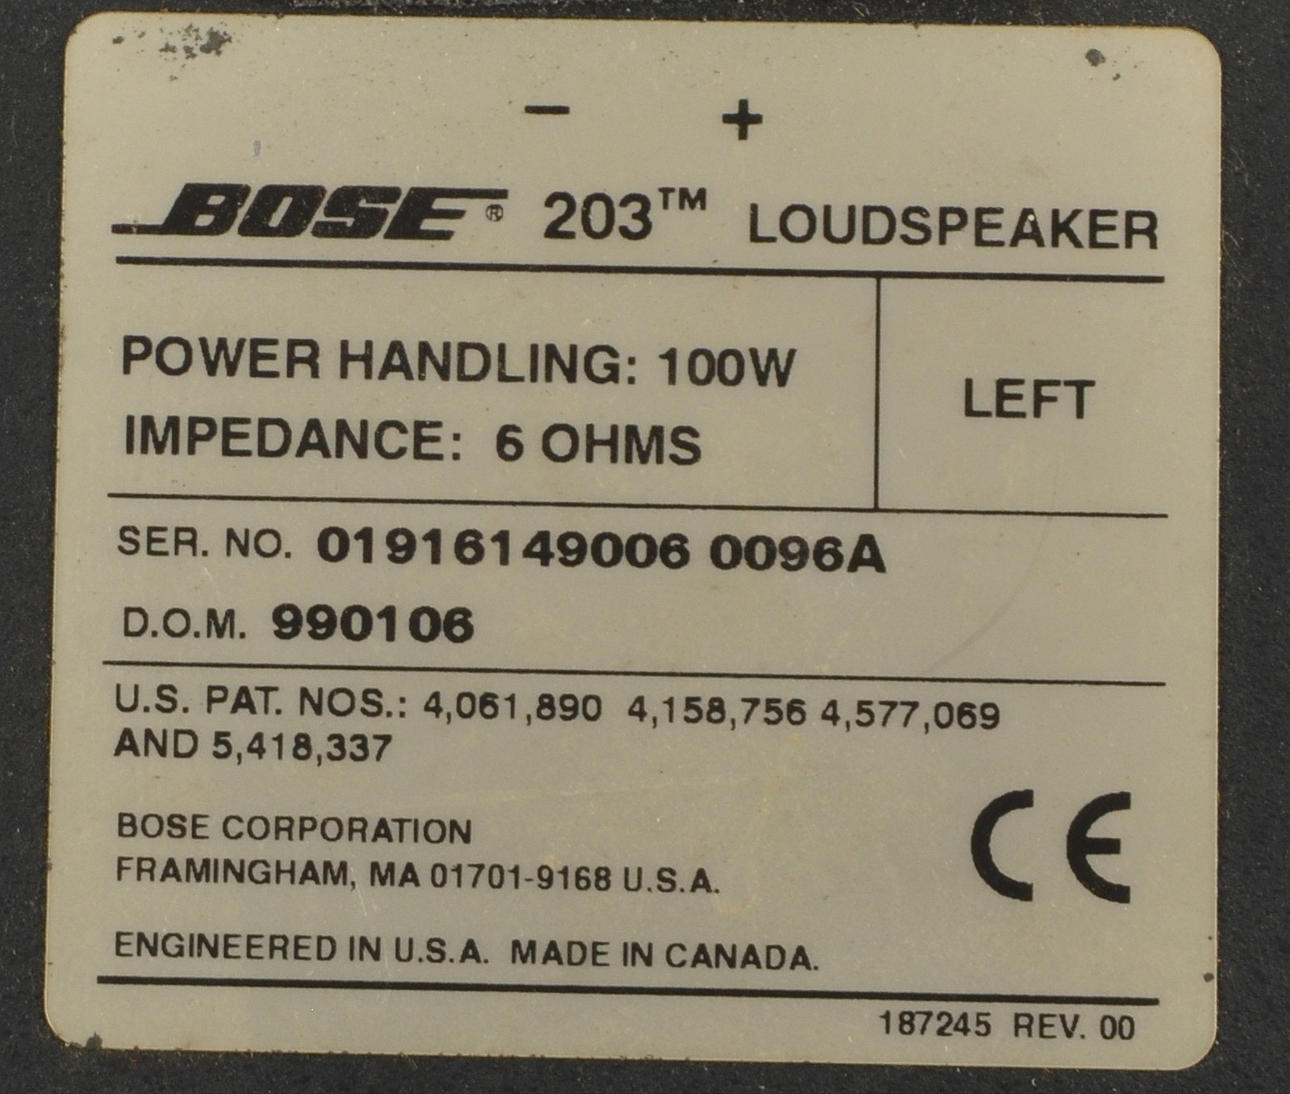 − +
BOSE® 203™ LOUDSPEAKER
POWER HANDLING: 100W
IMPEDANCE: 6 OHMS
LEFT
SER. NO. 01916149006 0096A
D.O.M. 990106
U.S. PAT. NOS.: 4,061,890 4,158,756 4,577,069
AND 5,418,337
BOSE CORPORATION
FRAMINGHAM, MA 01701-9168 U.S.A.
CE
ENGINEERED IN U.S.A. MADE IN CANADA.
187245 REV. 00